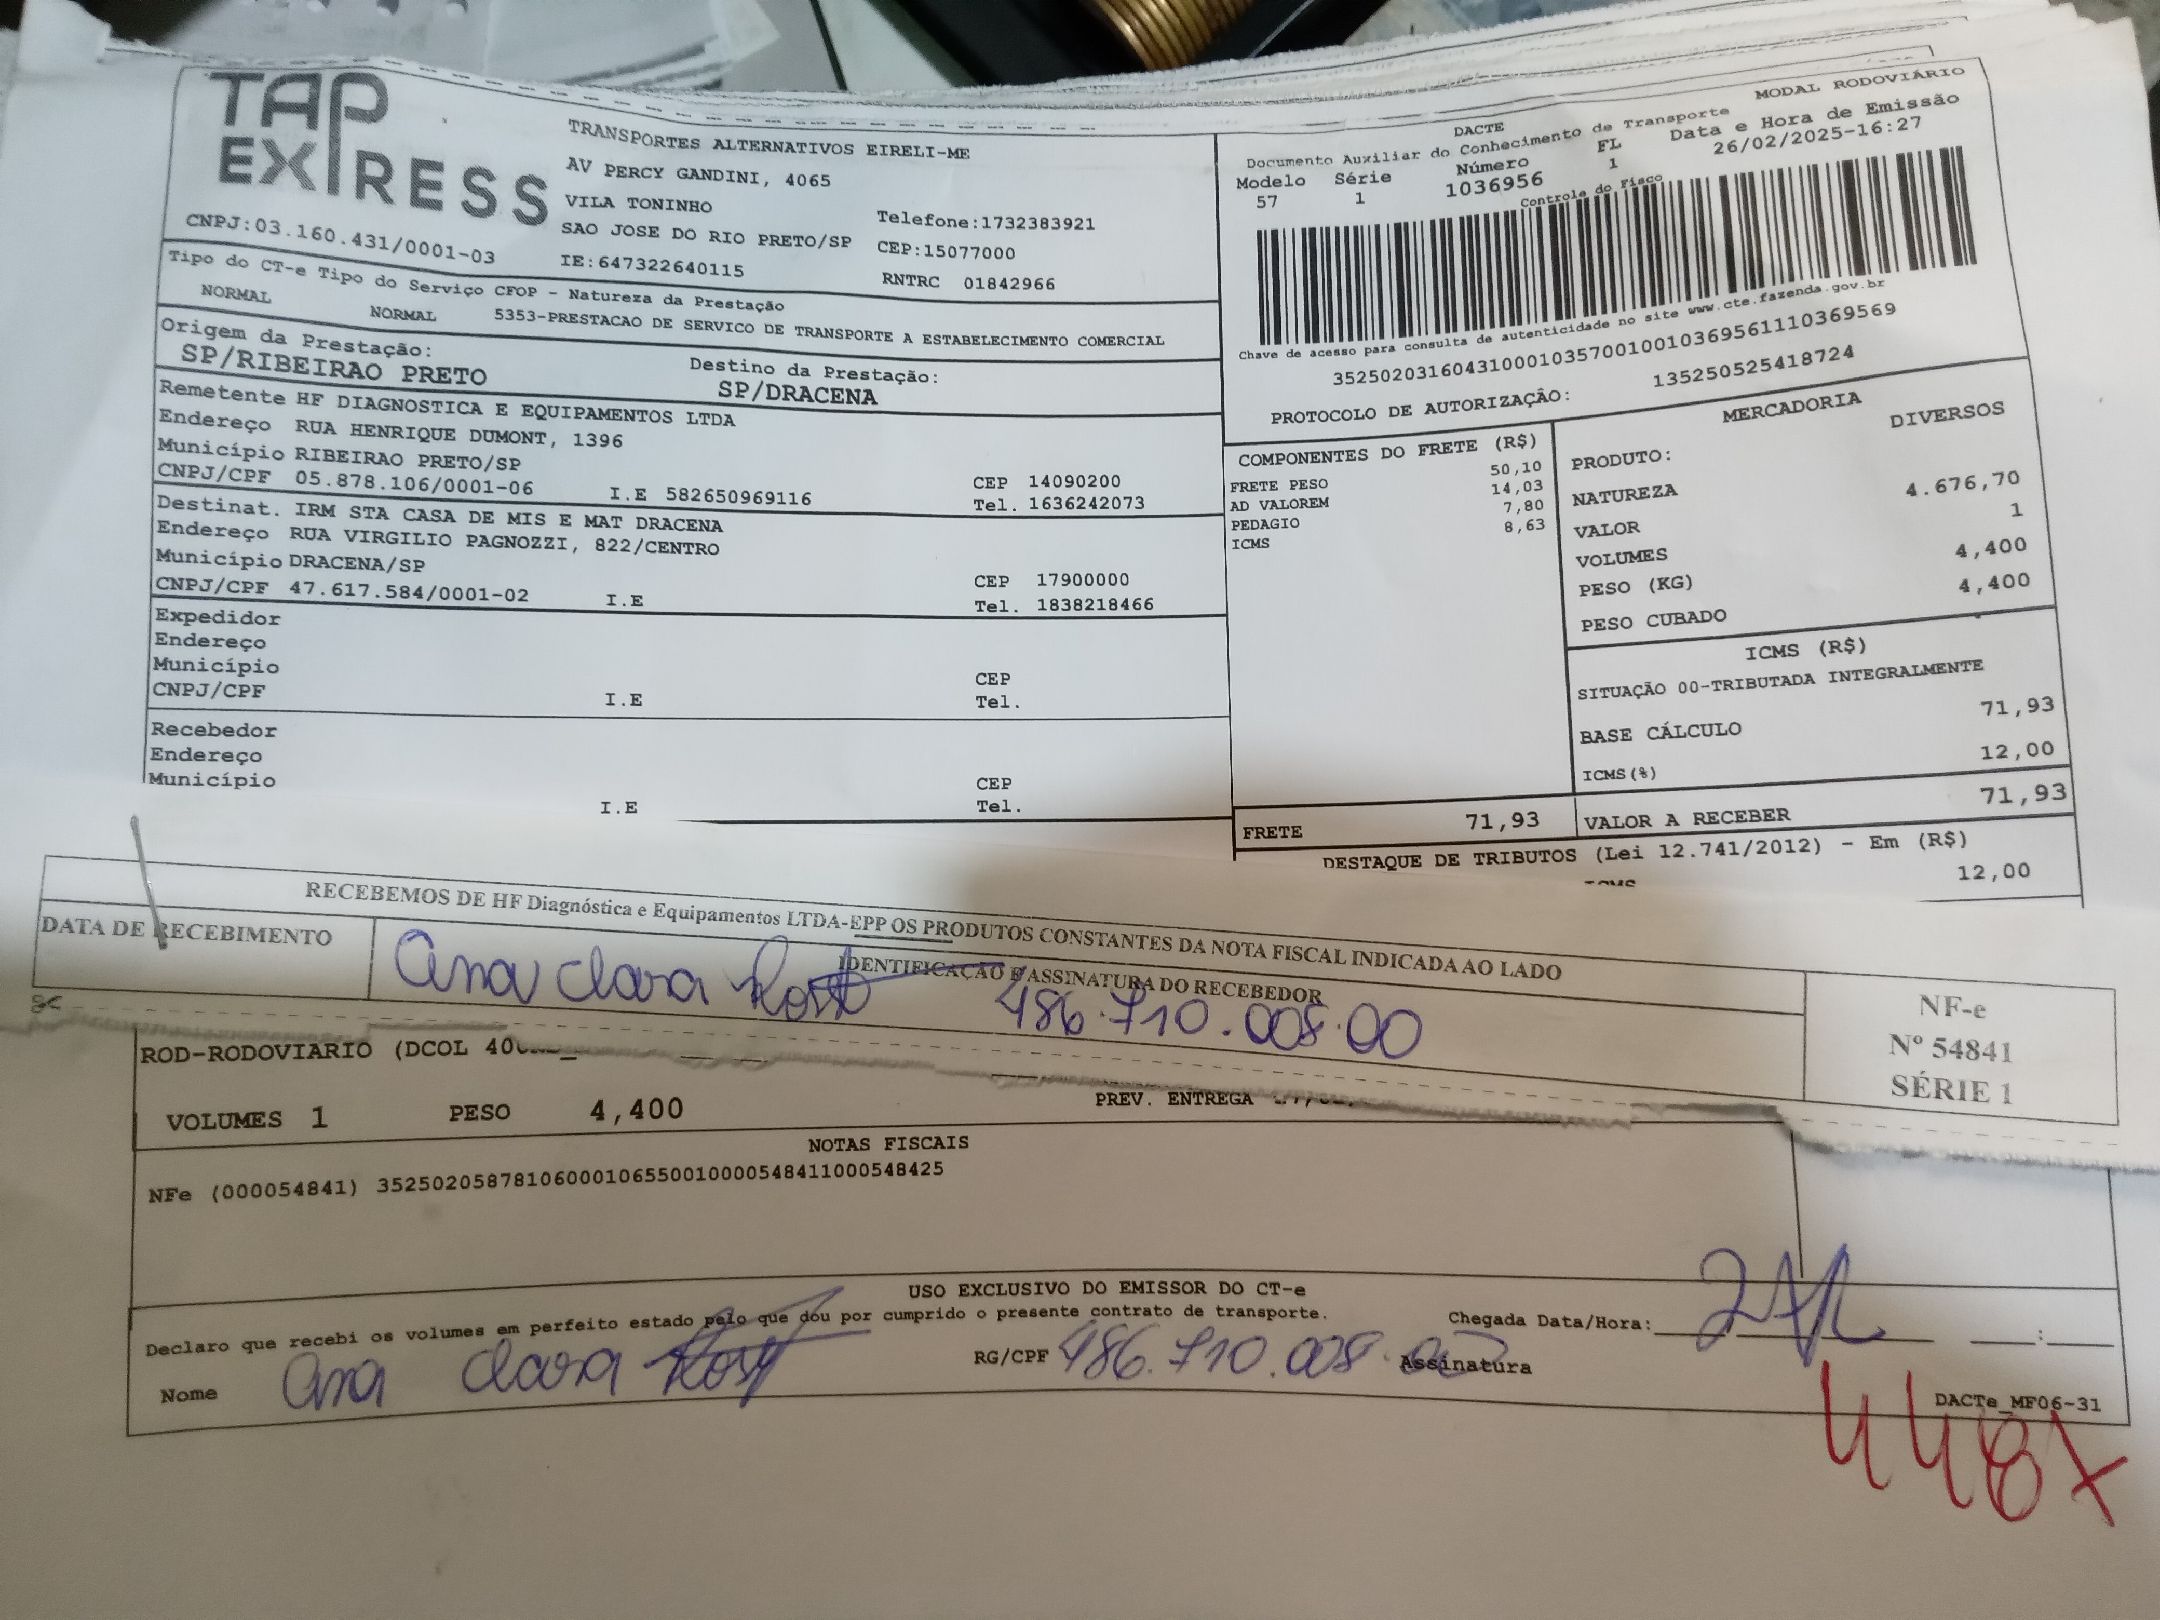 TAP
EXPRESS
CNPJ:03.160.431/0001-03
TRANSPORTES ALTERNATIVOS EIRELI-ME
AV PERCY GANDINI, 4065
VILA TONINHO
SAO JOSE DO RIO PRETO/SP
IE:647322640115
Telefone:1732383921
CEP:15077000
RNTRC 01842966
Tipo do CT-e Tipo do Serviço CFOP - Natureza da Prestação
NORMAL NORMAL 5353-PRESTACAO DE SERVICO DE TRANSPORTE A ESTABELECIMENTO COMERCIAL
Origem da Prestação: Destino da Prestação:
SP/RIBEIRAO PRETO SP/DRACENA
Remetente HF DIAGNOSTICA E EQUIPAMENTOS LTDA
Endereço RUA HENRIQUE DUMONT, 1396
Município RIBEIRAO PRETO/SP CEP 14090200
CNPJ/CPF 05.878.106/0001-06 I.E 582650969116 Tel. 1636242073
Destinat. IRM STA CASA DE MIS E MAT DRACENA
Endereço RUA VIRGILIO PAGNOZZI, 822/CENTRO
Município DRACENA/SP CEP 17900000
CNPJ/CPF 47.617.584/0001-02 I.E Tel. 1838218466
Expedidor
Endereço
Município CEP
CNPJ/CPF I.E Tel.
Recebedor
Endereço
Município CEP
I.E Tel.
MODAL RODOVIÁRIO
DACTE
Documento Auxiliar do Conhecimento de Transporte
Modelo Série Número FL Data e Hora de Emissão
57 1 1036956 1 26/02/2025-16:27
Controle do Fisco
Chave de acesso para consulta de autenticidade no site www.cte.fazenda.gov.br
35250203160431000103570010010369561110369569
PROTOCOLO DE AUTORIZAÇÃO: 135250525418724
COMPONENTES DO FRETE (R$)
FRETE PESO 50,10
AD VALOREM 14,03
PEDAGIO 7,80
ICMS 8,63
MERCADORIA
PRODUTO: DIVERSOS
NATUREZA
VALOR 4.676,70
VOLUMES 1
PESO (KG) 4,400
PESO CUBADO 4,400
ICMS (R$)
SITUAÇÃO 00-TRIBUTADA INTEGRALMENTE
BASE CÁLCULO 71,93
ICMS(%) 12,00
FRETE 71,93 VALOR A RECEBER 71,93
DESTAQUE DE TRIBUTOS (Lei 12.741/2012) - Em (R$)
12,00
RECEBEMOS DE HF Diagnóstica e Equipamentos LTDA-EPP OS PRODUTOS CONSTANTES DA NOTA FISCAL INDICADA AO LADO
DATA DE RECEBIMENTO IDENTIFICAÇÃO E ASSINATURA DO RECEBEDOR
Ana Clara 486.710.008.00
NF-e
Nº 54841
SÉRIE 1
ROD-RODOVIARIO (DCOL
VOLUMES 1 PESO 4,400 PREV. ENTREGA
NOTAS FISCAIS
NFe (000054841) 35250205878106000106550010000548411000548425
USO EXCLUSIVO DO EMISSOR DO CT-e
Declaro que recebi os volumes em perfeito estado pelo que dou por cumprido o presente contrato de transporte.
Chegada Data/Hora: :
Nome Ana Clara RG/CPF 486.710.008.00 Assinatura
DACTe_MF06-31
4487